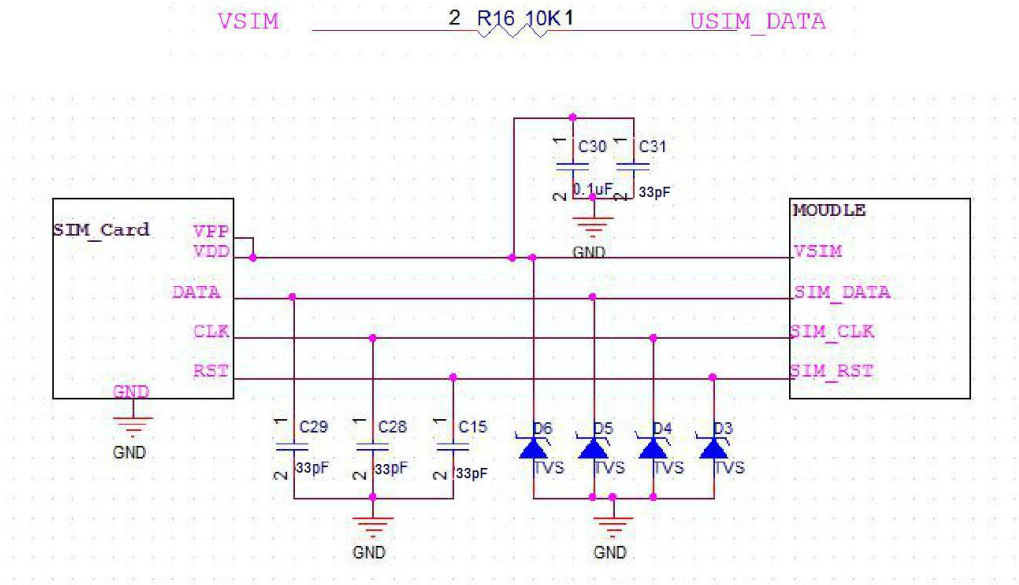 VSIM 2 R16 10K 1 USIM_DATA
1 C30 1 C31
2 0.1uF 2 33pF
GND
SIM_Card VPP MOUDLE
VDD VSIM
DATA SIM_DATA
CLK SIM_CLK
RST SIM_RST
GND
GND
1 C29 1 C28 1 C15 D6 D5 D4 D3
2 33pF 2 33pF 2 33pF TVS TVS TVS TVS
GND GND